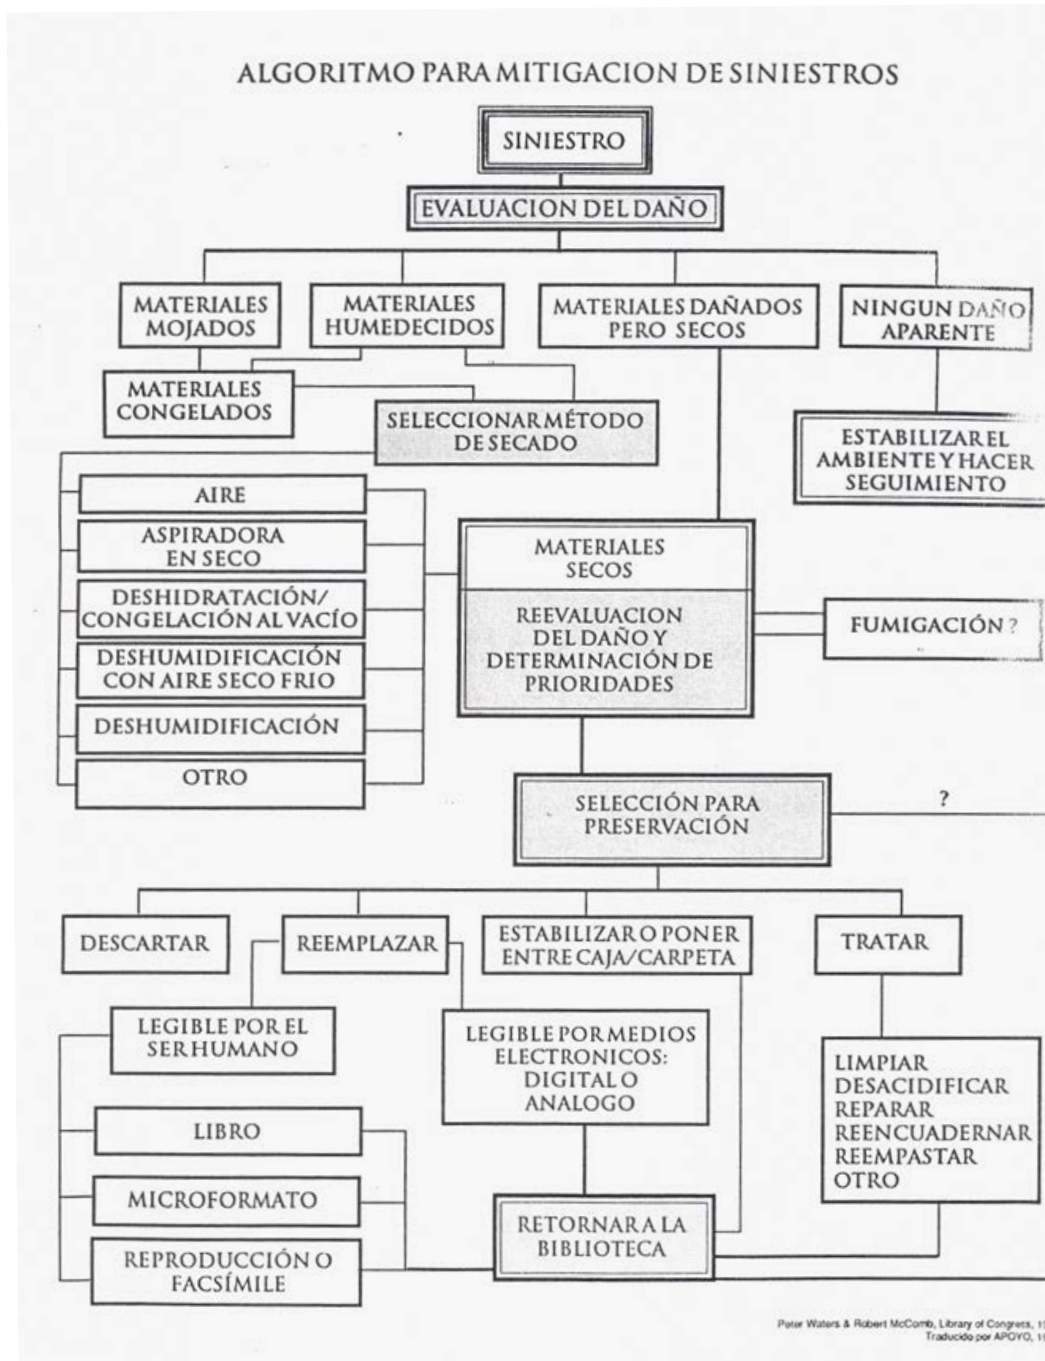 ALGORITMO PARA MITIGACION DE SINIESTROS
SINIESTRO
EVALUACION DEL DAÑO
MATERIALES
MOJADOS
MATERIALES
HUMEDECIDOS
MATERIALES DAÑADOS
PERO SECOS
NINGUN DAÑO
APARENTE
MATERIALES
CONGELADOS
SELECCIONAR MÉTODO
DE SECADO
ESTABILIZAR EL
AMBIENTE Y HACER
SEGUIMIENTO
AIRE
ASPIRADORA
EN SECO
DESHIDRATACIÓN/
CONGELACIÓN AL VACÍO
DESHUMIDIFICACIÓN
CON AIRE SECO FRIO
DESHUMIDIFICACIÓN
OTRO
MATERIALES
SECOS
REEVALUACION
DEL DAÑO Y
DETERMINACIÓN DE
PRIORIDADES
FUMIGACIÓN ?
SELECCIÓN PARA
PRESERVACIÓN
?
DESCARTAR
REEMPLAZAR
ESTABILIZAR O PONER
ENTRE CAJA/CARPETA
TRATAR
LEGIBLE POR EL
SER HUMANO
LEGIBLE POR MEDIOS
ELECTRONICOS:
DIGITAL O
ANALOGO
LIMPIAR
DESACIDIFICAR
REPARAR
REENCUADERNAR
REEMPASTAR
OTRO
LIBRO
MICROFORMATO
REPRODUCCIÓN O
FACSÍMILE
RETORNAR A LA
BIBLIOTECA
Peter Waters & Robert McComb, Library of Congress,
Traducido por APOYO,